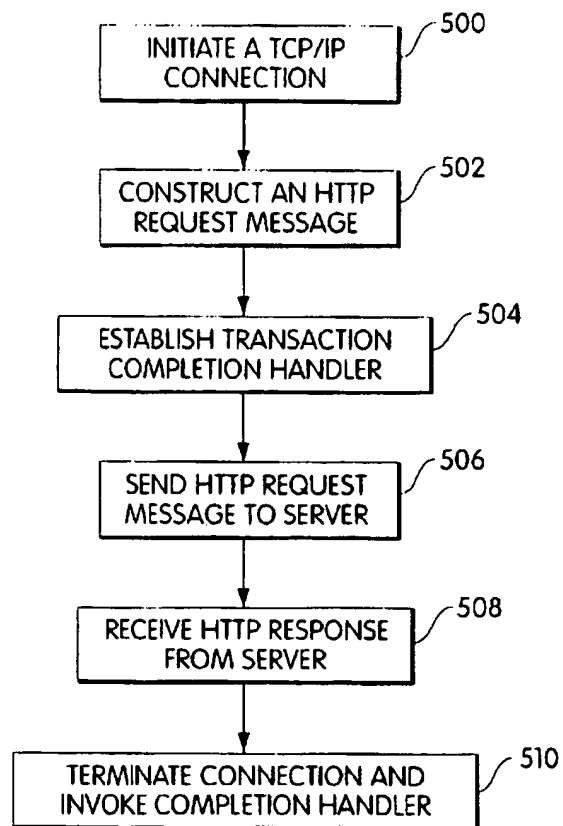 500
INITIATE A TCP/IP
CONNECTION
502
CONSTRUCT AN HTTP
REQUEST MESSAGE
504
ESTABLISH TRANSACTION
COMPLETION HANDLER
506
SEND HTTP REQUEST
MESSAGE TO SERVER
508
RECEIVE HTTP RESPONSE
FROM SERVER
510
TERMINATE CONNECTION AND
INVOKE COMPLETION HANDLER